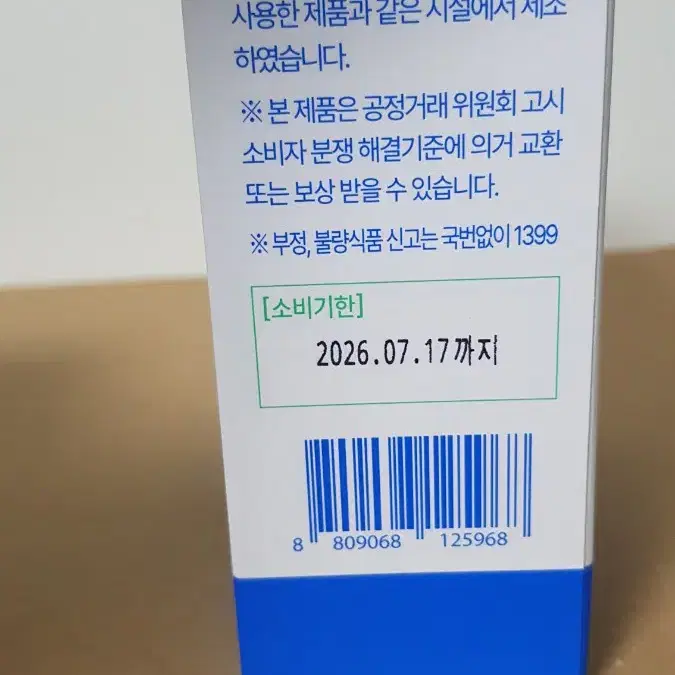 사용한 제품과 같은 시설에서 제조
하였습니다.
※ 본 제품은 공정거래 위원회 고시
소비자 분쟁 해결기준에 의거 교환
또는 보상 받을 수 있습니다.
※ 부정, 불량식품 신고는 국번없이 1399
[소비기한]
2026.07.17까지
8 809068 125968